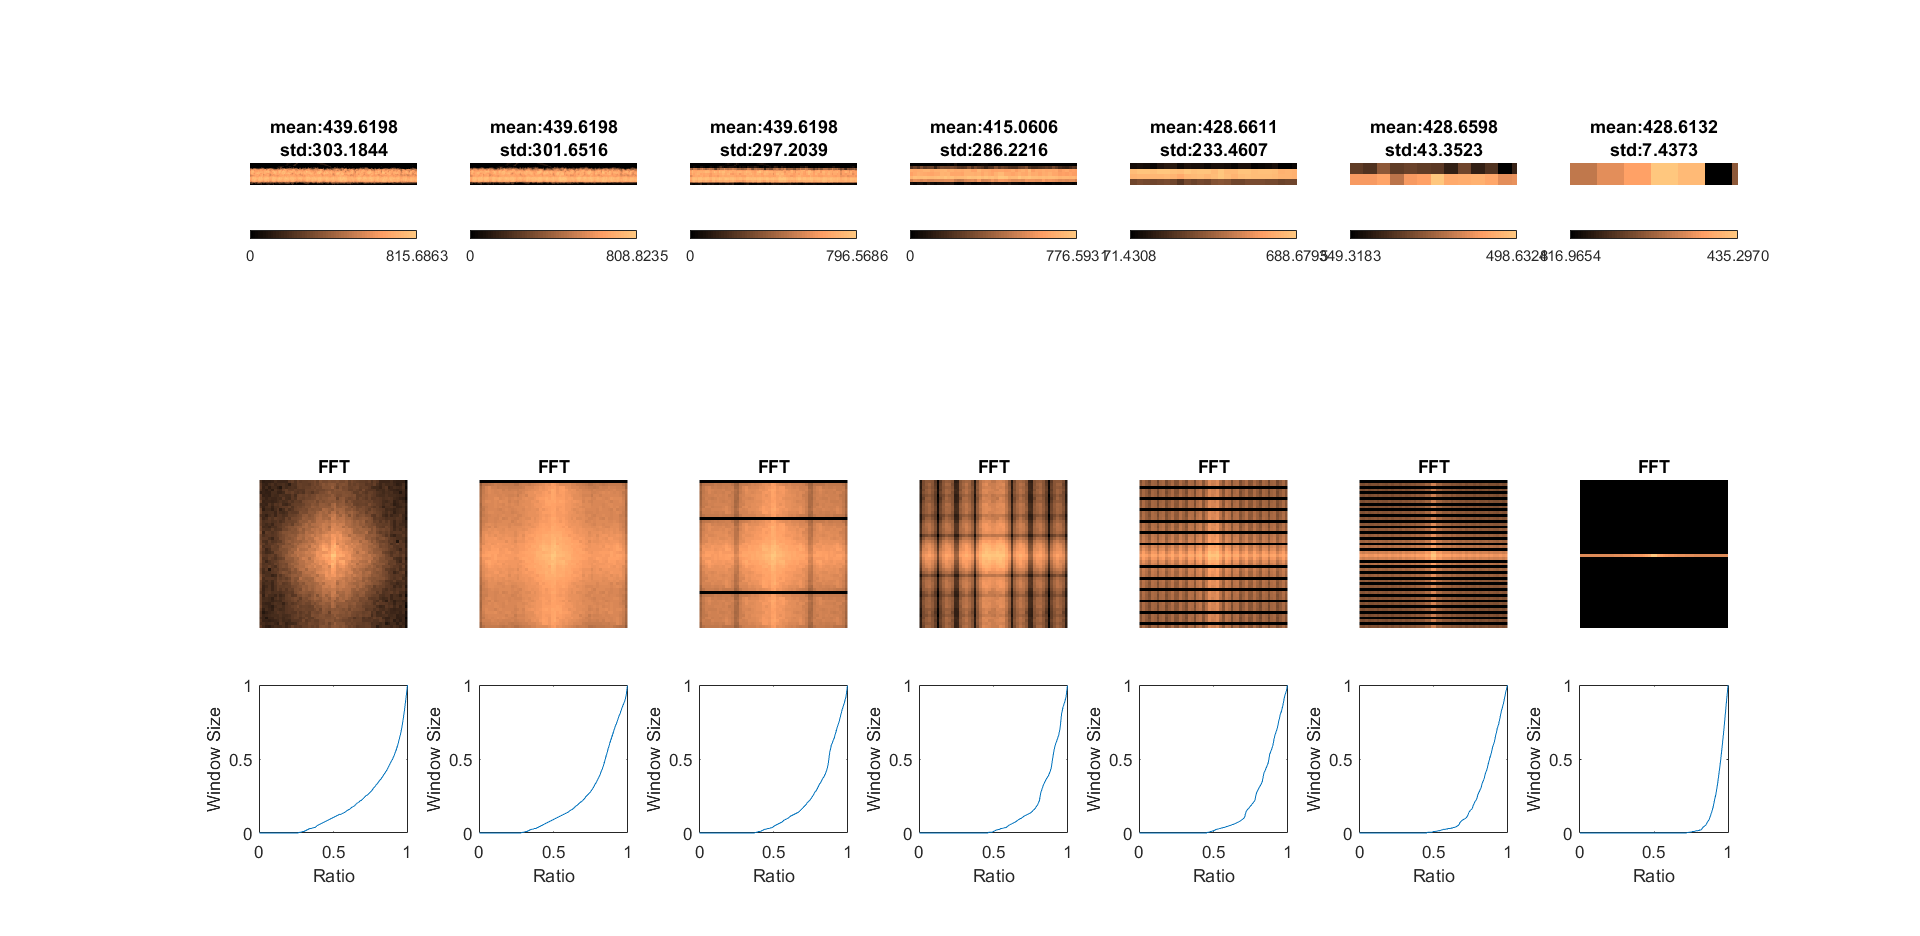 mean:439.6198 mean:439.6198 mean:439.6198 mean:415.0606 mean:428.6611 mean:428.6598 mean:428.6132
std:303.1844 std:301.6516 std:297.2039 std:286.2216 std:233.4607 std:43.3523 std:7.4373
0 815.6863 0 808.8235 0 796.5686 0 776.5931 71.4308 688.6795 349.3183 498.6328 416.9654 435.2970
FFT FFT FFT FFT FFT FFT FFT
1 1 1 1 1 1 1
Window Size Window Size Window Size Window Size Window Size Window Size Window Size
0.5 0.5 0.5 0.5 0.5 0.5 0.5
0 0 0 0 0 0 0
0 0.5 1 0 0.5 1 0 0.5 1 0 0.5 1 0 0.5 1 0 0.5 1 0 0.5 1
Ratio Ratio Ratio Ratio Ratio Ratio Ratio